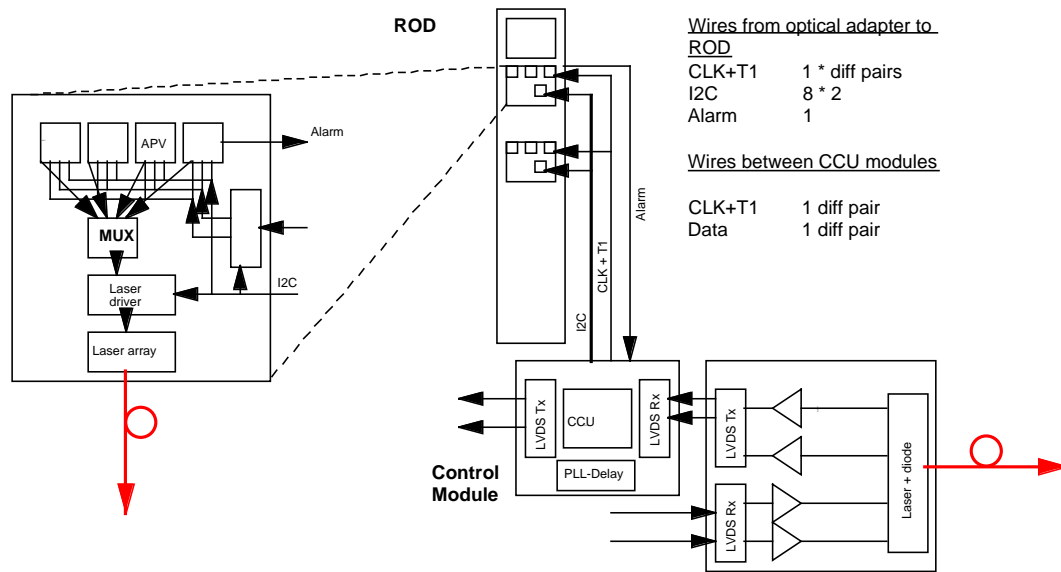 ROD
Wires from optical adapter to
ROD
CLK+T1 1 * diff pairs
I2C 8 * 2
Alarm 1
Wires between CCU modules
CLK+T1 1 diff pair
Data 1 diff pair
APV
Alarm
MUX
I2C
Laser
driver
Laser array
Alarm
CLK + T1
I2C
LVDS Tx
CCU
LVDS Rx
PLL-Delay
Control
Module
LVDS Tx
LVDS Rx
Laser + diode